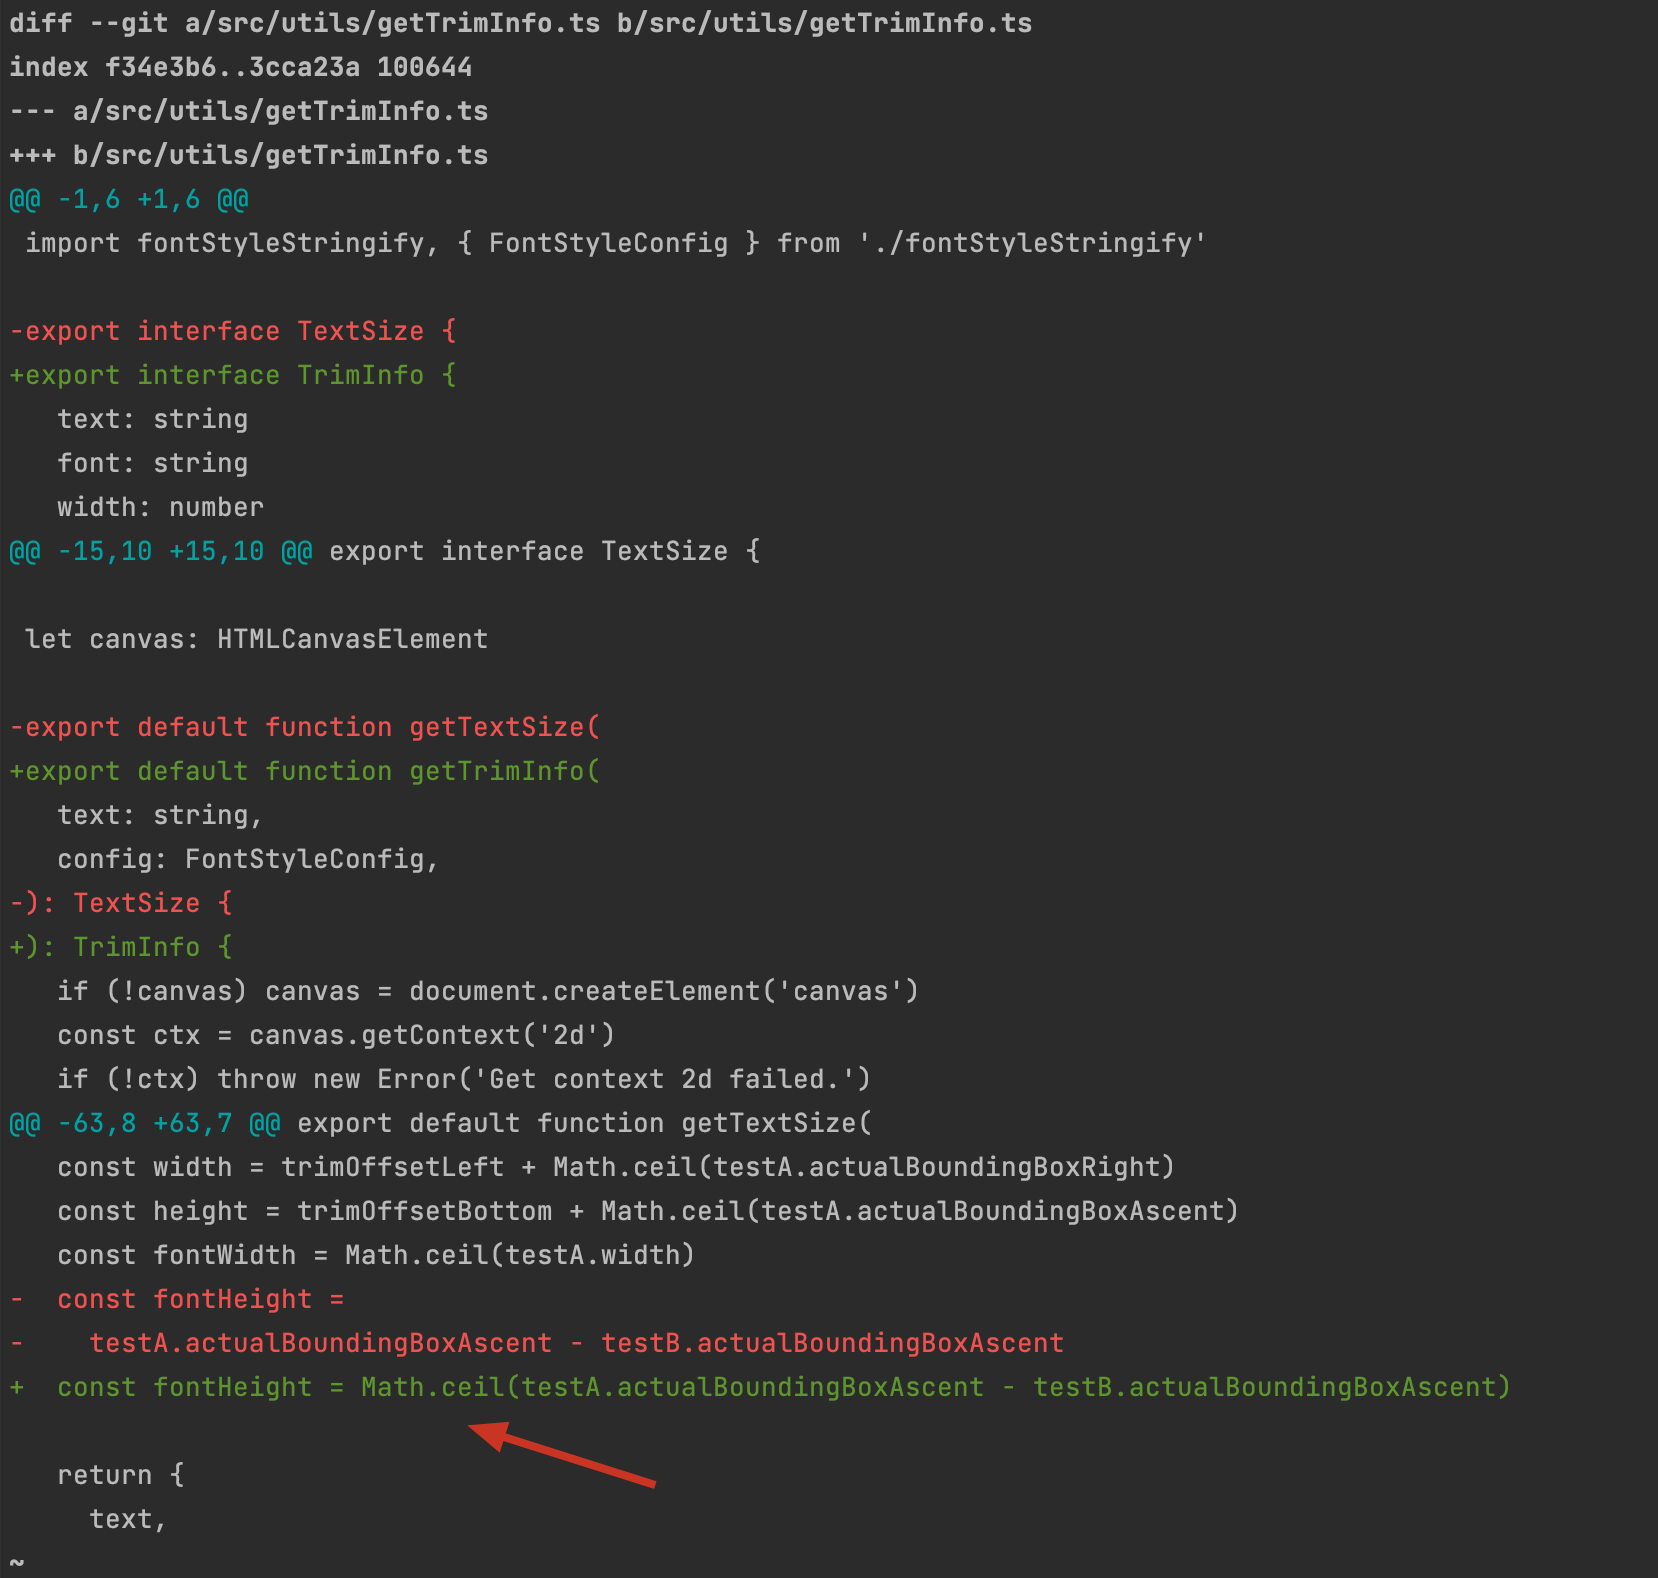 diff --git a/src/utils/getTrimInfo.ts b/src/utils/getTrimInfo.ts
index f34e3b6..3cca23a 100644
--- a/src/utils/getTrimInfo.ts
+++ b/src/utils/getTrimInfo.ts
@@ -1,6 +1,6 @@
 import fontStyleStringify, { FontStyleConfig } from './fontStyleStringify'

-export interface TextSize {
+export interface TrimInfo {
   text: string
   font: string
   width: number
@@ -15,10 +15,10 @@ export interface TextSize {

 let canvas: HTMLCanvasElement

-export default function getTextSize(
+export default function getTrimInfo(
   text: string,
   config: FontStyleConfig,
-): TextSize {
+): TrimInfo {
   if (!canvas) canvas = document.createElement('canvas')
   const ctx = canvas.getContext('2d')
   if (!ctx) throw new Error('Get context 2d failed.')
@@ -63,8 +63,7 @@ export default function getTextSize(
   const width = trimOffsetLeft + Math.ceil(testA.actualBoundingBoxRight)
   const height = trimOffsetBottom + Math.ceil(testA.actualBoundingBoxAscent)
   const fontWidth = Math.ceil(testA.width)
-  const fontHeight =
-    testA.actualBoundingBoxAscent - testB.actualBoundingBoxAscent
+  const fontHeight = Math.ceil(testA.actualBoundingBoxAscent - testB.actualBoundingBoxAscent)

   return {
     text,
~